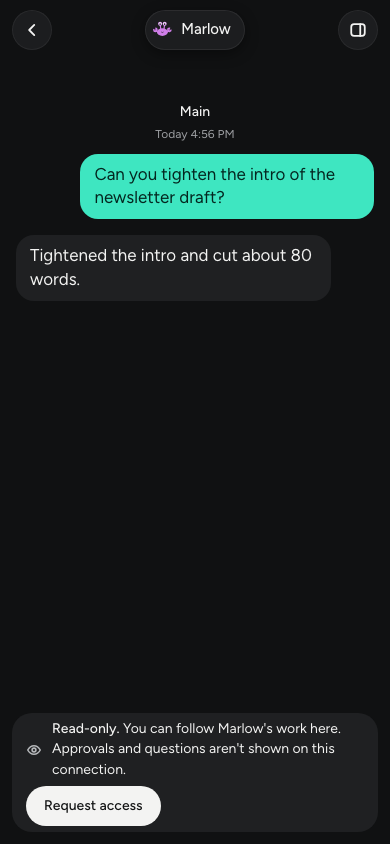 Marlow
Main
Today 4:56 PM
Can you tighten the intro of the
newsletter draft?
Tightened the intro and cut about 80
words.
Read-only. You can follow Marlow's work here.
Approvals and questions aren't shown on this
connection.
Request access